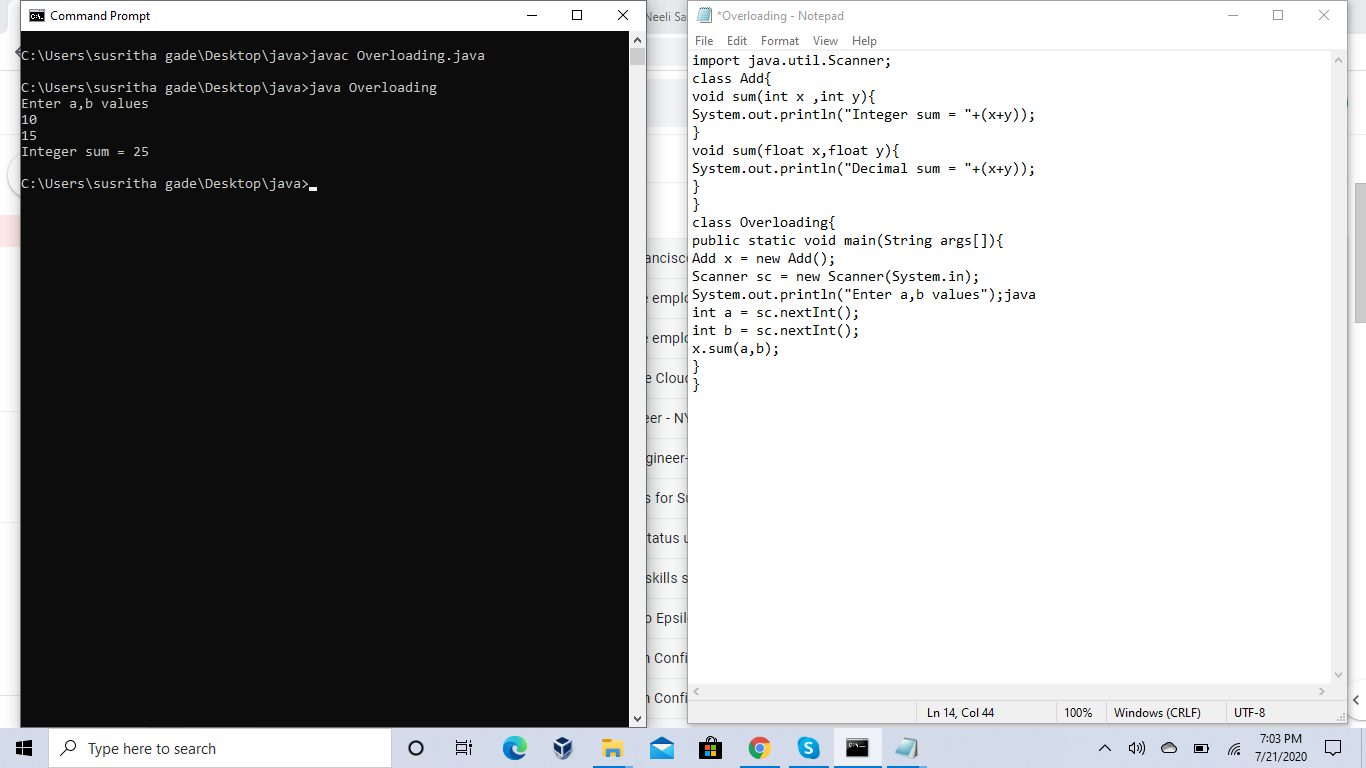 Command Prompt
C:\Users\susritha gade\Desktop\java>javac Overloading.java
C:\Users\susritha gade\Desktop\java>java Overloading
Enter a,b values
10
15
Integer sum = 25
C:\Users\susritha gade\Desktop\java>
Neeli Sa
ancisco
e emplo
e emplo
e Cloud
eer - NY
gineer-
s for Su
tatus u
skills s
o Epsil
n Confi
n Confi
*Overloading - Notepad
File Edit Format View Help
import java.util.Scanner;
class Add{
void sum(int x ,int y){
System.out.println("Integer sum = "+(x+y));
}
void sum(float x,float y){
System.out.println("Decimal sum = "+(x+y));
}
}
class Overloading{
public static void main(String args[]){
Add x = new Add();
Scanner sc = new Scanner(System.in);
System.out.println("Enter a,b values");java
int a = sc.nextInt();
int b = sc.nextInt();
x.sum(a,b);
}
}
Ln 14, Col 44 100% Windows (CRLF) UTF-8
Type here to search
7:03 PM
7/21/2020